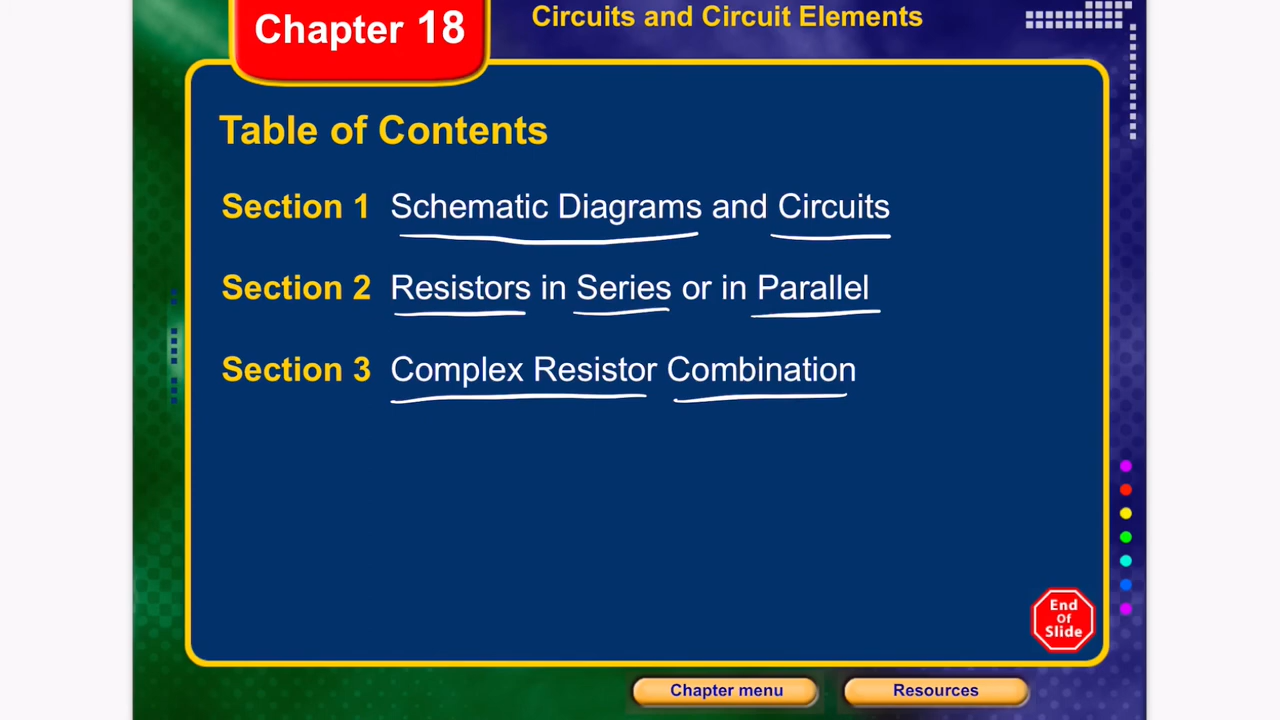 Chapter 18
Circuits and Circuit Elements
Table of Contents
Section 1 Schematic Diagrams and Circuits
Section 2 Resistors in Series or in Parallel
Section 3 Complex Resistor Combination
End
Of
Slide
Chapter menu
Resources